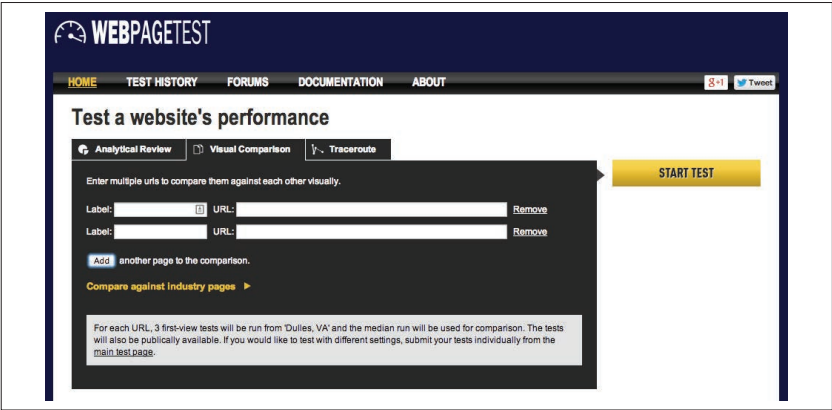 WEBPAGETEST
HOME TEST HISTORY FORUMS DOCUMENTATION ABOUT +1 Tweet
Test a website's performance
Analytical Review Visual Comparison Traceroute
START TEST
Enter multiple urls to compare them against each other visually.
Label: URL: Remove
Label: URL: Remove
Add another page to the comparison.
Compare against industry pages
For each URL, 3 first-view tests will be run from 'Dulles, VA' and the median run will be used for comparison. The tests
will also be publically available. If you would like to test with different settings, submit your tests individually from the
main test page.